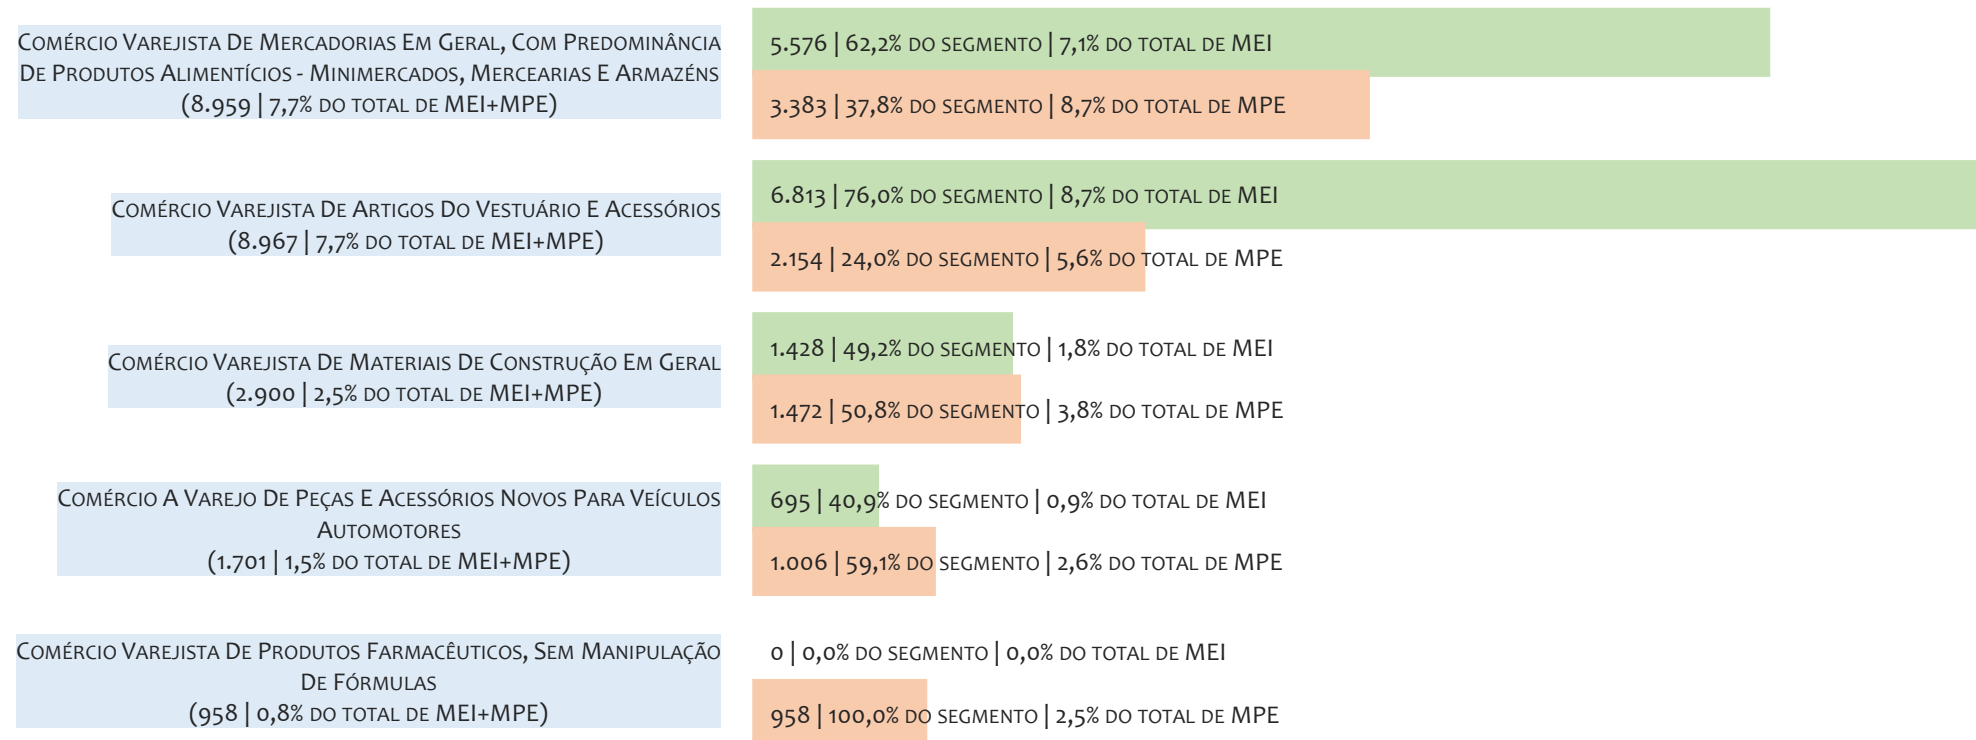 Comércio Varejista De Mercadorias Em Geral, Com Predominância
De Produtos Alimentícios - Minimercados, Mercearias E Armazéns
(8.959 | 7,7% do total de MEI+MPE)
5.576 | 62,2% do segmento | 7,1% do total de MEI
3.383 | 37,8% do segmento | 8,7% do total de MPE
Comércio Varejista De Artigos Do Vestuário E Acessórios
(8.967 | 7,7% do total de MEI+MPE)
6.813 | 76,0% do segmento | 8,7% do total de MEI
2.154 | 24,0% do segmento | 5,6% do total de MPE
Comércio Varejista De Materiais De Construção Em Geral
(2.900 | 2,5% do total de MEI+MPE)
1.428 | 49,2% do segmento | 1,8% do total de MEI
1.472 | 50,8% do segmento | 3,8% do total de MPE
Comércio A Varejo De Peças E Acessórios Novos Para Veículos
Automotores
(1.701 | 1,5% do total de MEI+MPE)
695 | 40,9% do segmento | 0,9% do total de MEI
1.006 | 59,1% do segmento | 2,6% do total de MPE
Comércio Varejista De Produtos Farmacêuticos, Sem Manipulação
De Fórmulas
(958 | 0,8% do total de MEI+MPE)
0 | 0,0% do segmento | 0,0% do total de MEI
958 | 100,0% do segmento | 2,5% do total de MPE